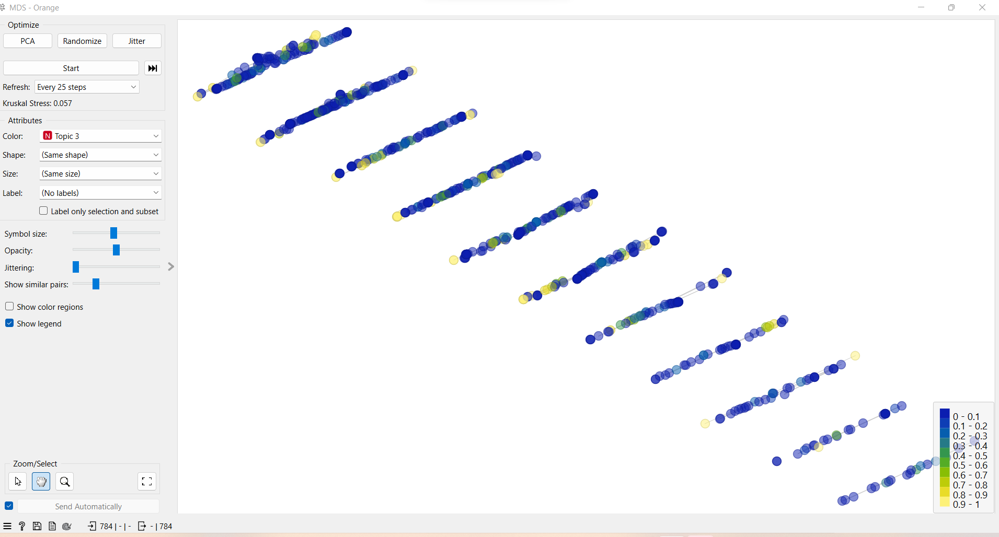 MDS - Orange
Optimize
PCA
Randomize
Jitter
Start
Refresh: Every 25 steps
Kruskal Stress: 0.057
Attributes
Color: N Topic 3
Shape: (Same shape)
Size: (Same size)
Label: (No labels)
Label only selection and subset
Symbol size:
Opacity:
Jittering:
Show similar pairs:
Show color regions
Show legend
0 - 0.1
0.1 - 0.2
0.2 - 0.3
0.3 - 0.4
0.4 - 0.5
0.5 - 0.6
0.6 - 0.7
0.7 - 0.8
0.8 - 0.9
0.9 - 1
Zoom/Select
Send Automatically
? 784 | - | - - | 784